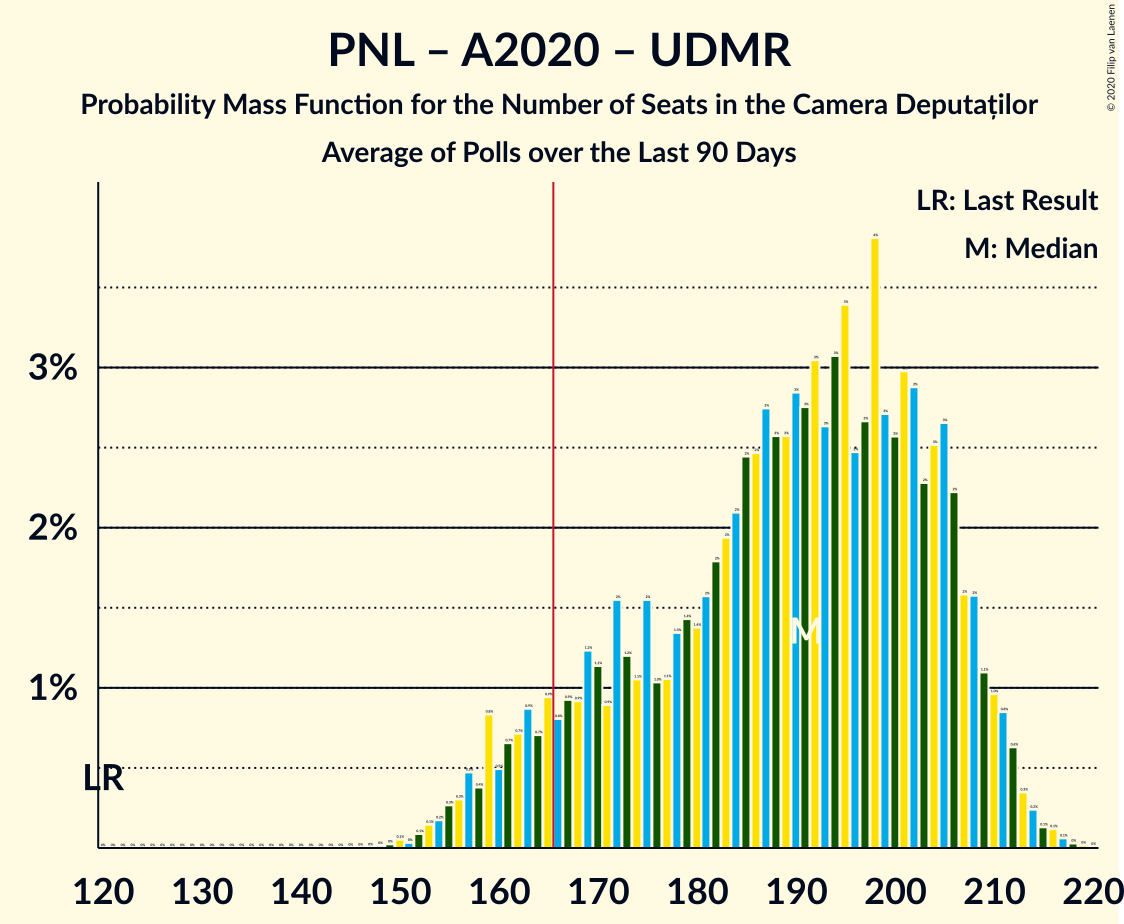 PNL – A2020 – UDMR
Probability Mass Function for the Number of Seats in the Camera Deputaților
Average of Polls over the Last 90 Days
© 2020 Filip van Laenen
LR: Last Result
M: Median
3%
2%
1%
LR
M
120 130 140 150 160 170 180 190 200 210 220